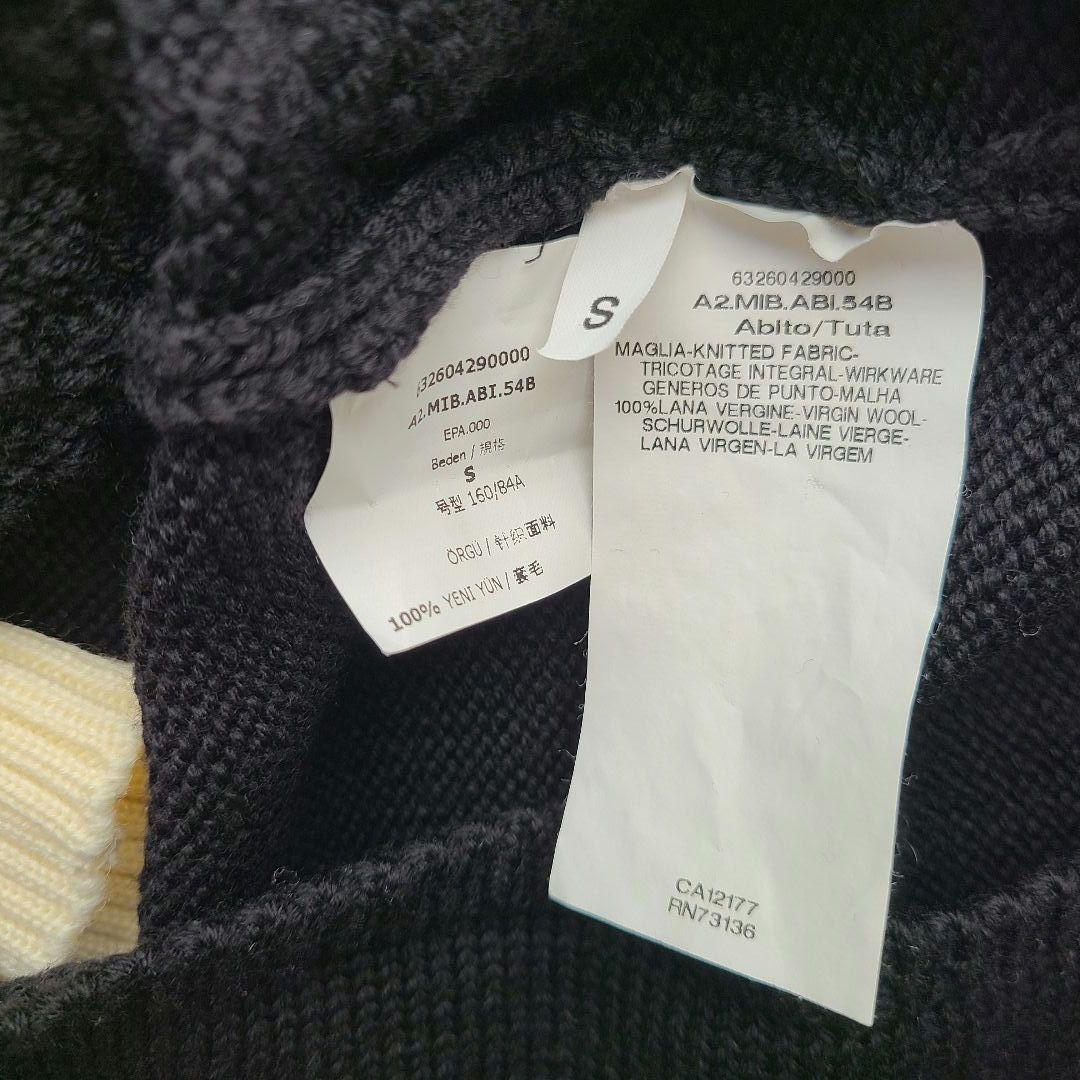 632604290000
A2.MIB.ABI.54B
EPA.000
Beden / 規格
S
号型 160/84A
ÖRGÜ / 针织面料
100% YENI YÜN / 羊毛
S
63260429000
A2.MIB.ABI.54B
Abito/Tuta
MAGLIA-KNITTED FABRIC-
TRICOTAGE INTEGRAL-WIRKWARE
GENEROS DE PUNTO-MALHA
100%LANA VERGINE-VIRGIN WOOL-
SCHURWOLLE-LAINE VIERGE-
LANA VIRGEN-LA VIRGEM
CA12177
RN73136